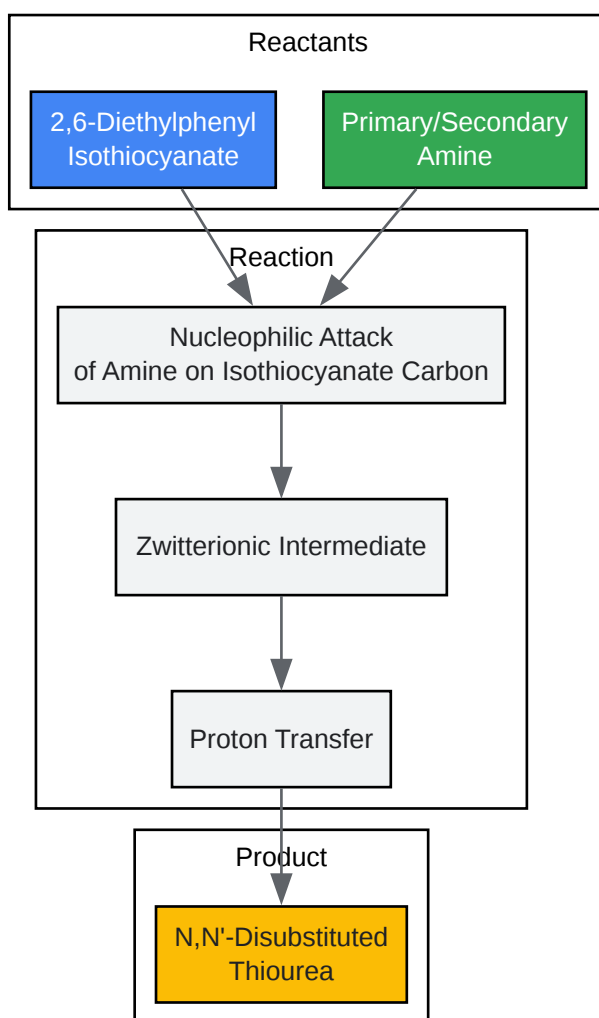 Reactants
2,6-Diethylphenyl
Isothiocyanate
Primary/Secondary
Amine
Reaction
Nucleophilic Attack
of Amine on Isothiocyanate Carbon
Zwitterionic Intermediate
Proton Transfer
Product
N,N'-Disubstituted
Thiourea